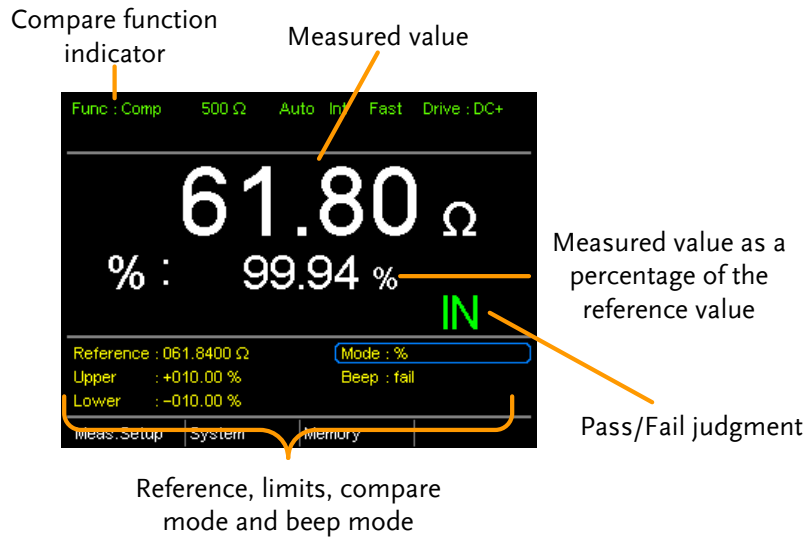 Compare function
indicator
Measured value
Func : Comp 500 Ω Auto Int Fast Drive : DC+
61.80 Ω
% : 99.94 %
IN
Measured value as a
percentage of the
reference value
Reference : 061.8400 Ω
Mode : %
Upper : +010.00 %
Beep : fail
Lower : -010.00 %
Meas.Setup System Memory
Pass/Fail judgment
Reference, limits, compare
mode and beep mode